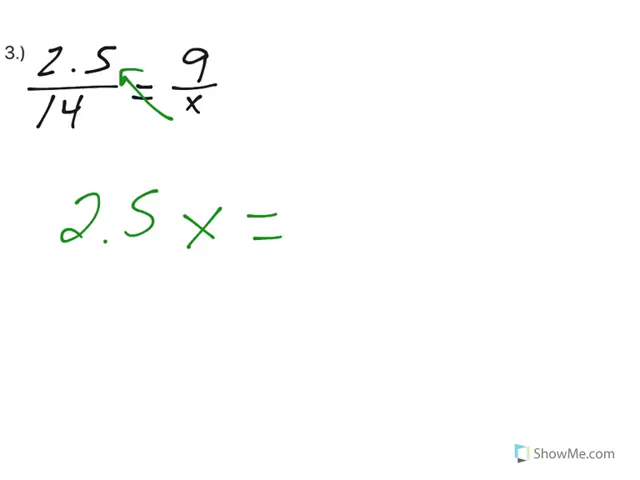 3.) 2.5/14 = 9/x
2.5x =
ShowMe.com